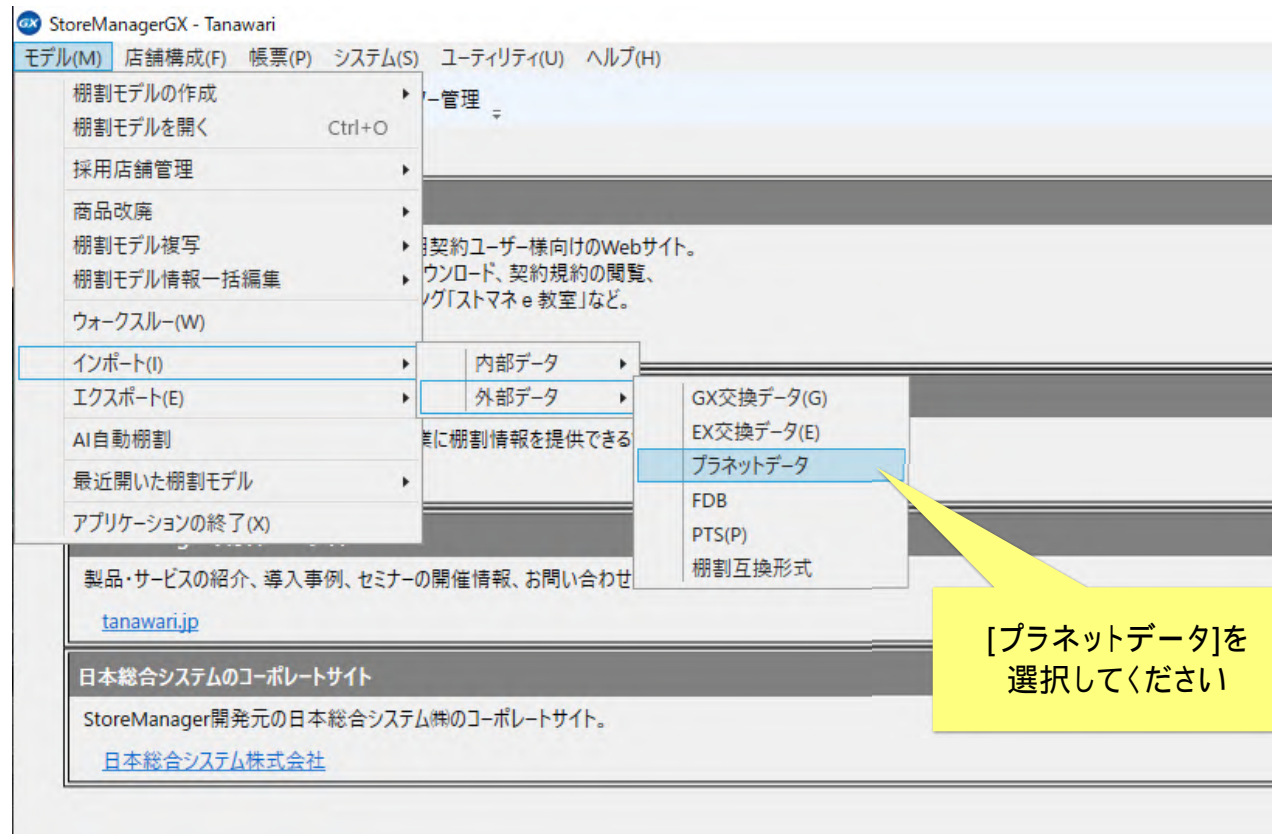 StoreManagerGX - Tanawari
モデル(M) 店舗構成(F) 帳票(P) システム(S) ユーティリティ(U) ヘルプ(H)
棚割モデルの作成
ー管理
棚割モデルを開く Ctrl+O
採用店舗管理
商品改廃
棚割モデル複写
契約ユーザー様向けのWebサイト。
棚割モデル情報一括編集
ウンロード、契約規約の閲覧、
ング「ストマネ e 教室」など。
ウォークスルー(W)
インポート(I)
内部データ
エクスポート(E)
外部データ
GX交換データ(G)
EX交換データ(E)
プラネットデータ
FDB
PTS(P)
棚割互換形式
AI自動棚割
業に棚割情報を提供できる
最近開いた棚割モデル
アプリケーションの終了(X)
製品・サービスの紹介、導入事例、セミナーの開催情報、お問い合わせ
tanawari.jp
[プラネットデータ]を
選択してください
日本総合システムのコーポレートサイト
StoreManager開発元の日本総合システム㈱のコーポレートサイト。
日本総合システム株式会社